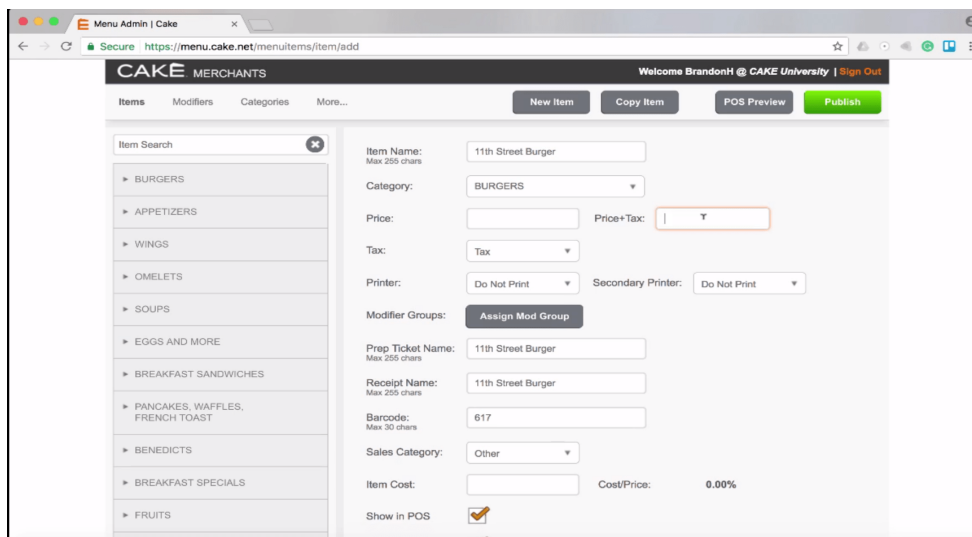 Menu Admin | Cake
Secure https://menu.cake.net/menuitems/item/add
CAKE MERCHANTS
Welcome BrandonH @ CAKE University | Sign Out
Items Modifiers Categories More...
New Item Copy Item POS Preview Publish
Item Search
▸ BURGERS
▸ APPETIZERS
▸ WINGS
▸ OMELETS
▸ SOUPS
▸ EGGS AND MORE
▸ BREAKFAST SANDWICHES
▸ PANCAKES, WAFFLES,
FRENCH TOAST
▸ BENEDICTS
▸ BREAKFAST SPECIALS
▸ FRUITS
Item Name: 11th Street Burger
Max 255 chars
Category: BURGERS
Price: Price+Tax:
Tax: Tax
Printer: Do Not Print Secondary Printer: Do Not Print
Modifier Groups: Assign Mod Group
Prep Ticket Name: 11th Street Burger
Max 255 chars
Receipt Name: 11th Street Burger
Max 255 chars
Barcode: 617
Max 30 chars
Sales Category: Other
Item Cost: Cost/Price: 0.00%
Show in POS